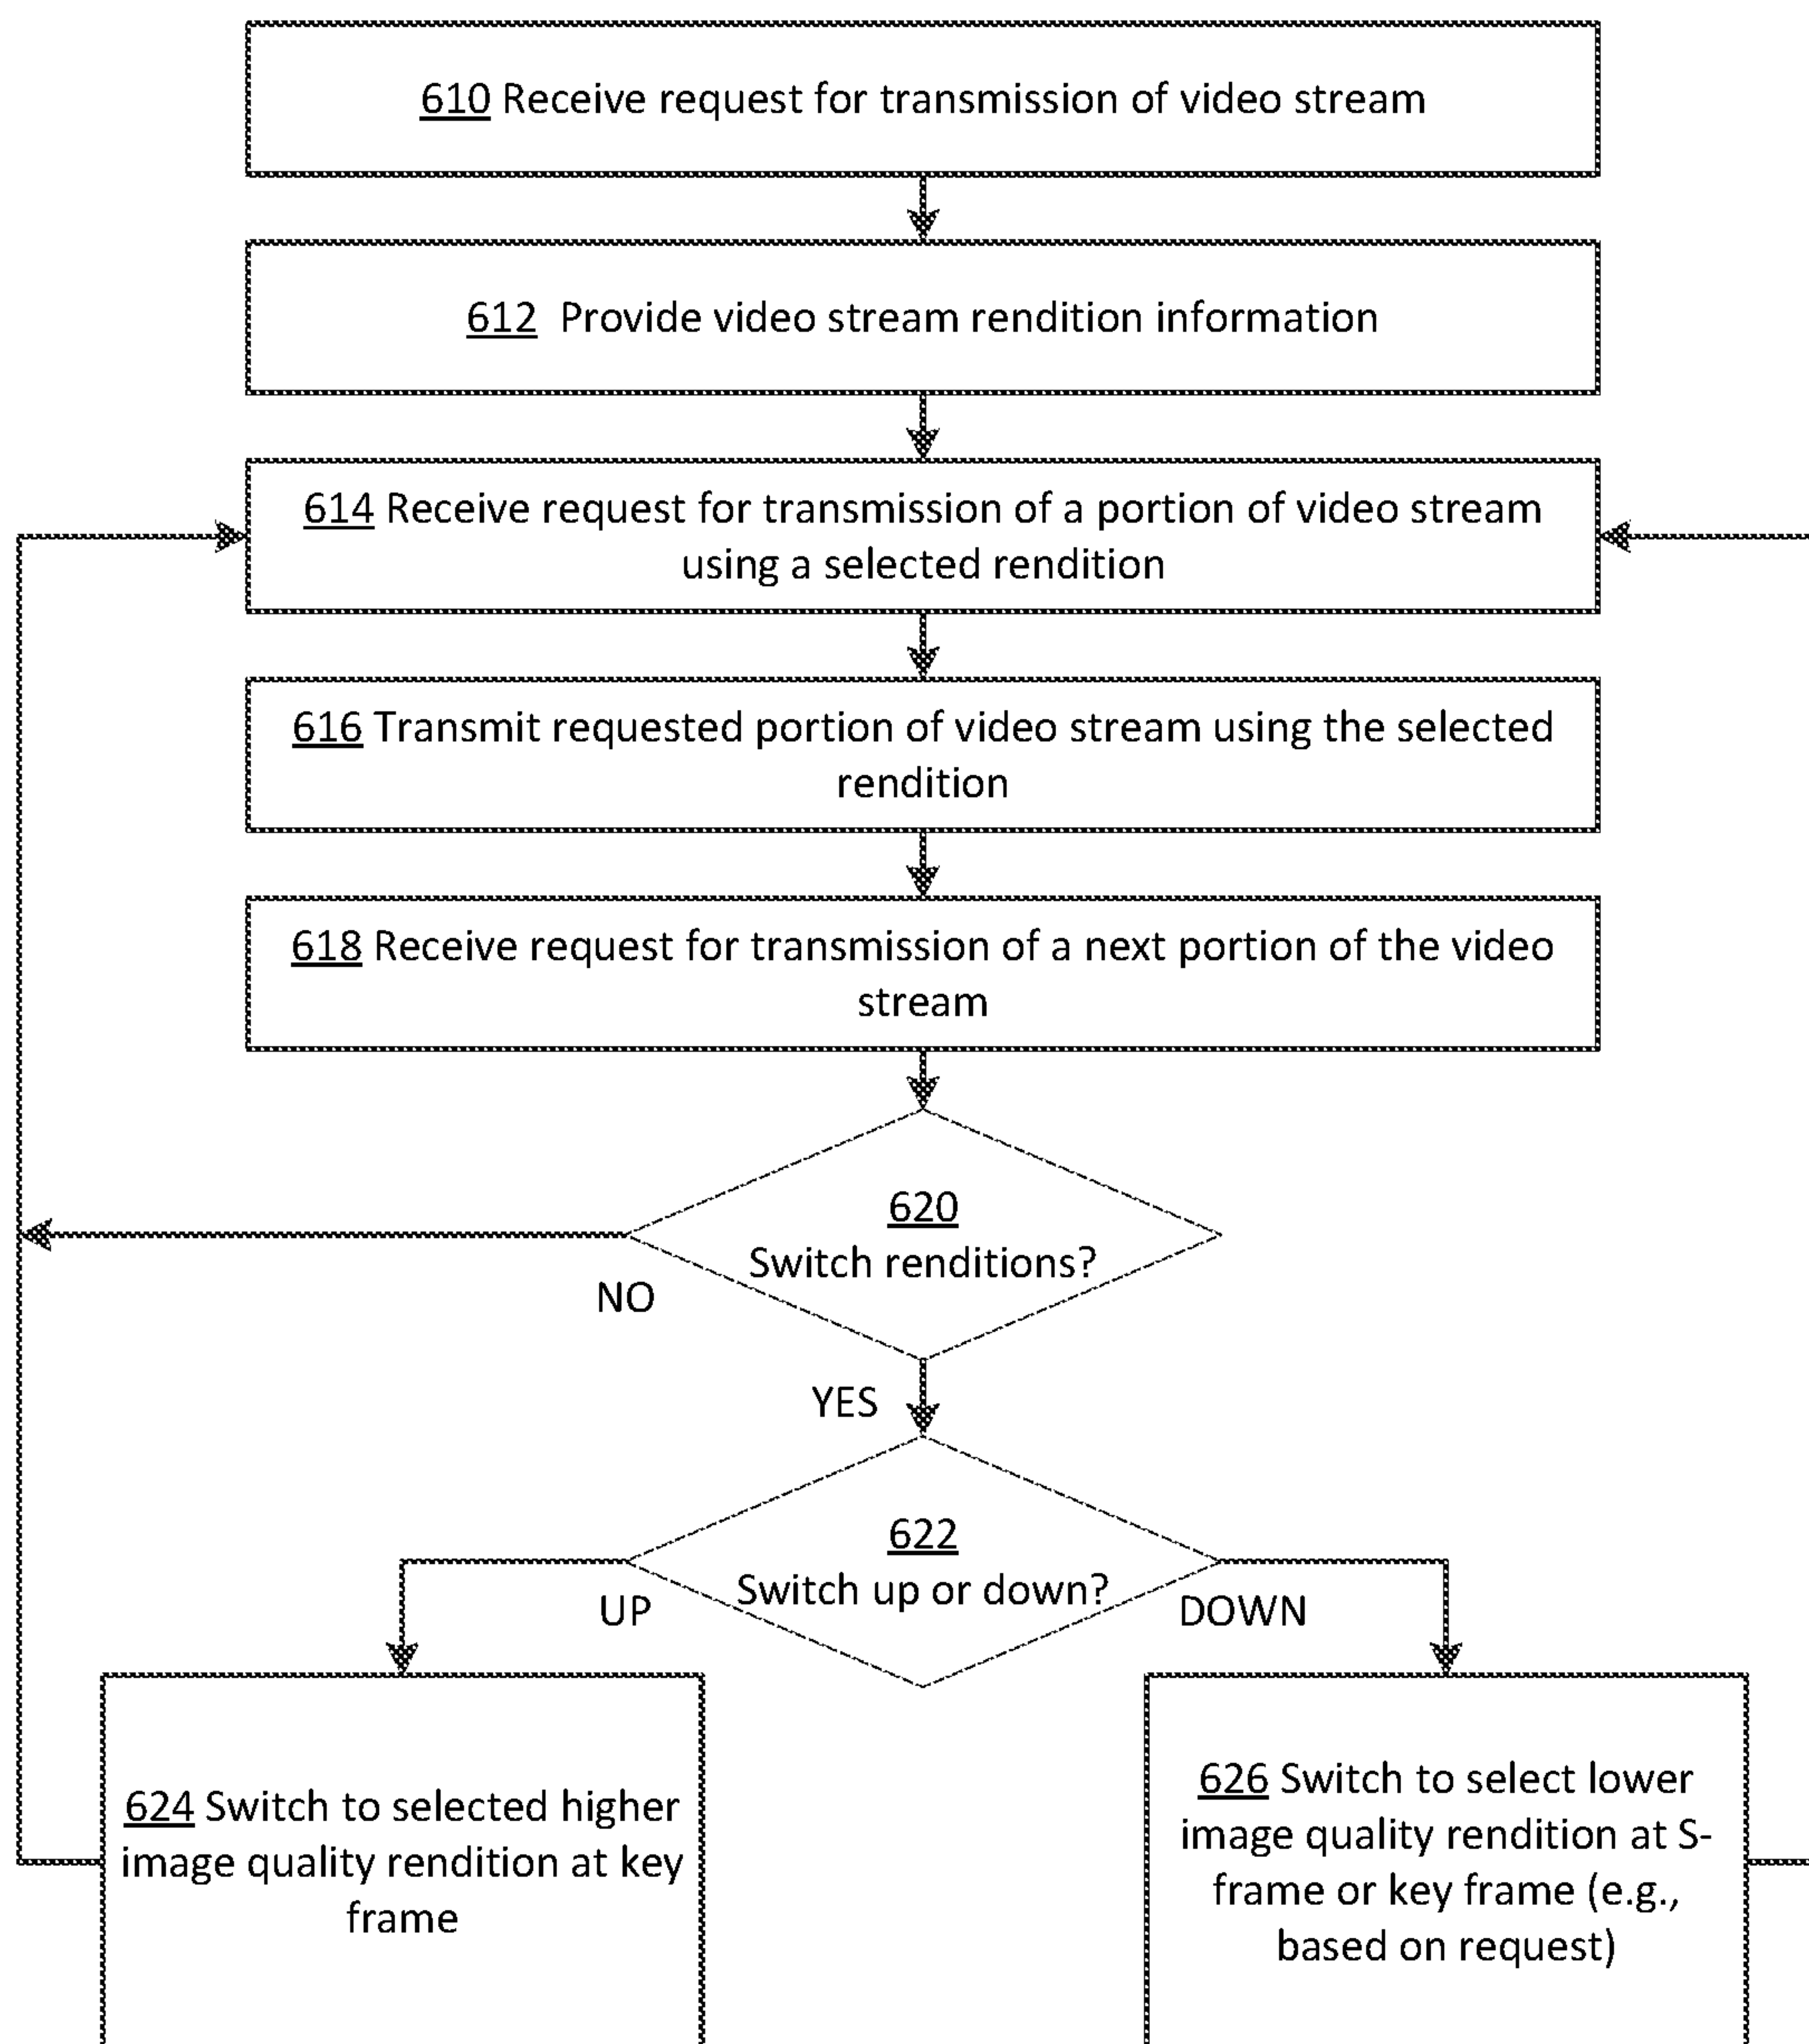 610 Receive request for transmission of video stream
612 Provide video stream rendition information
614 Receive request for transmission of a portion of video stream
using a selected rendition
616 Transmit requested portion of video stream using the selected
rendition
618 Receive request for transmission of a next portion of the video
stream
620
Switch renditions?
NO
YES
622
Switch up or down?
UP
DOWN
624 Switch to selected higher
image quality rendition at key
frame
626 Switch to select lower
image quality rendition at S-
frame or key frame (e.g.,
based on request)